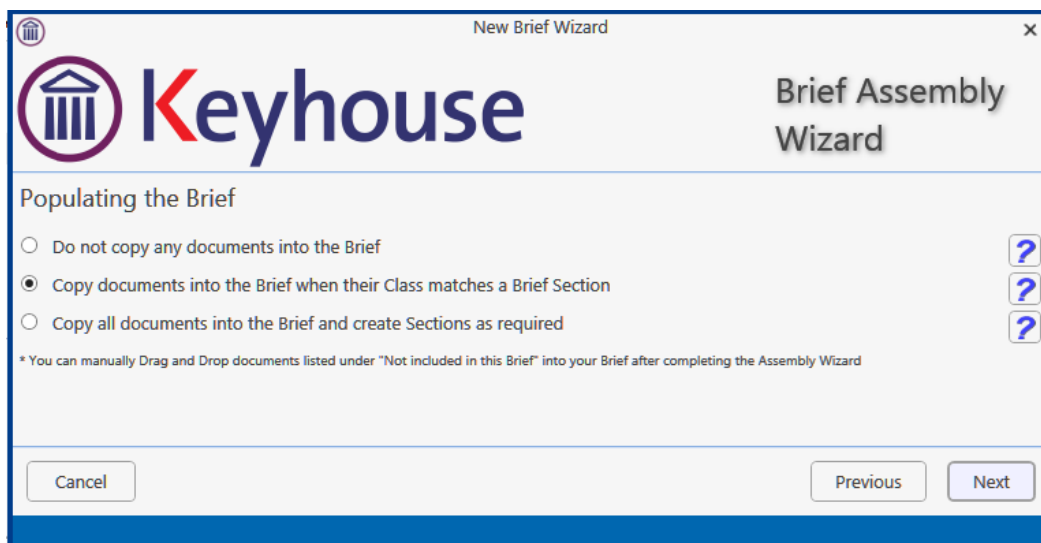 New Brief Wizard
Keyhouse
Brief Assembly
Wizard
Populating the Brief
Do not copy any documents into the Brief
?
Copy documents into the Brief when their Class matches a Brief Section
?
Copy all documents into the Brief and create Sections as required
?
* You can manually Drag and Drop documents listed under "Not included in this Brief" into your Brief after completing the Assembly Wizard
Cancel
Previous
Next